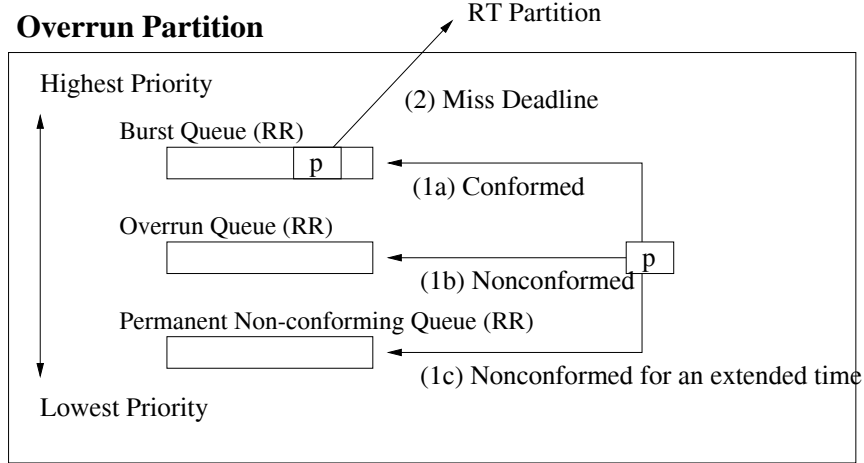 RT Partition
Overrun Partition
Highest Priority
(2) Miss Deadline
Burst Queue (RR)
p
(1a) Conformed
Overrun Queue (RR)
p
(1b) Nonconformed
Permanent Non-conforming Queue (RR)
(1c) Nonconformed for an extended time
Lowest Priority